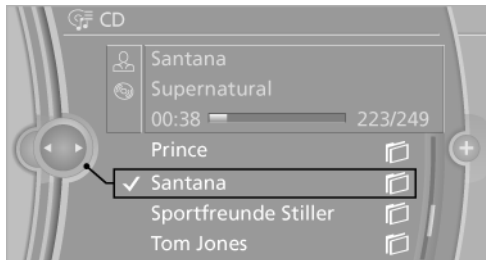 CD
Santana
Supernatural
00:38 223/249
Prince
Santana
Sportfreunde Stiller
Tom Jones